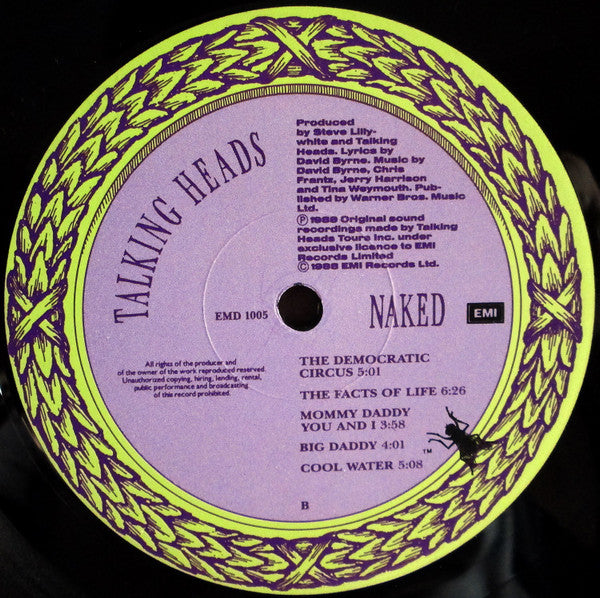 TALKING HEADS
Produced
by Steve Lilly-
white and Talking
Heads. Lyrics by
David Byrne. Music by
David Byrne, Chris
Frantz, Jerry Harrison
and Tina Weymouth. Pub-
lished by Warner Bros. Music
Ltd.
Ⓟ 1988 Original sound
recordings made by Talking
Heads Tours Inc. under
exclusive licence to EMI
Records Limited
© 1988 EMI Records Ltd.
EMD 1005
NAKED
EMI
All rights of the producer and
of the owner of the work reproduced reserved.
Unauthorized copying, hiring, lending, rental,
public performance and broadcasting
of this record prohibited.
THE DEMOCRATIC
CIRCUS 5:01
THE FACTS OF LIFE 6:26
MOMMY DADDY
YOU AND I 3:58
BIG DADDY 4:01
COOL WATER 5:08
™
B